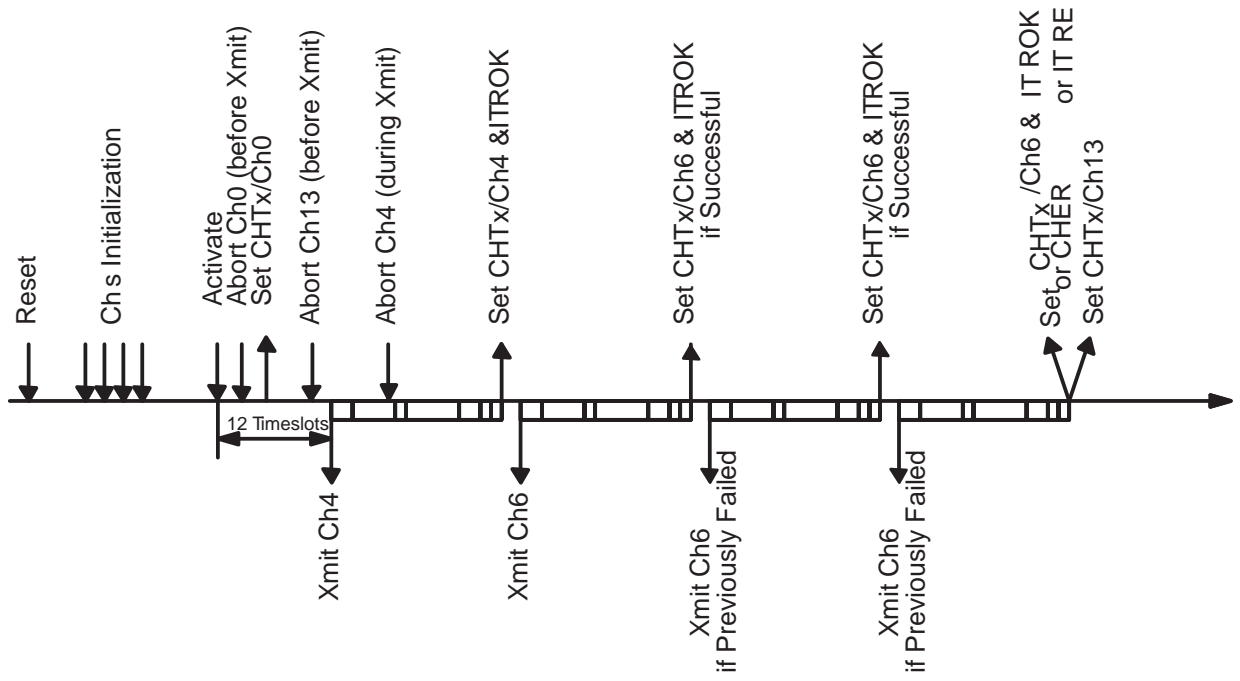 Reset
Ch s Initialization
Activate
Abort Ch0 (before Xmit)
Set CHTx/Ch0
Abort Ch13 (before Xmit)
Abort Ch4 (during Xmit)
Set CHTx/Ch4 &ITROK
Set CHTx/Ch6 & ITROK
if Successful
Set CHTx/Ch6 & ITROK
if Successful
Set CHTx /Ch6 & IT ROK
or CHER or IT RE
Set CHTx/Ch13
12 Timeslots
Xmit Ch4
Xmit Ch6
Xmit Ch6
if Previously Failed
Xmit Ch6
if Previously Failed